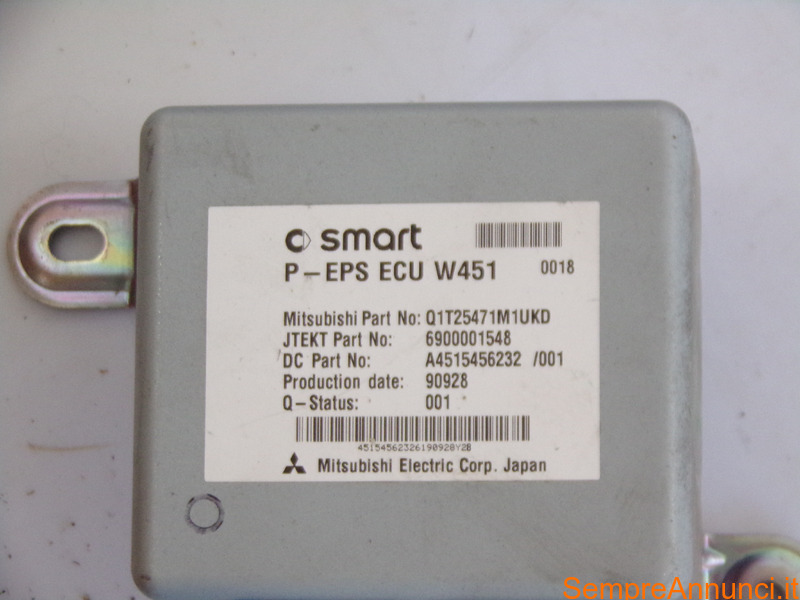 smart
P-EPS ECU W451 0018
Mitsubishi Part No: Q1T25471M1UKD
JTEKT Part No: 6900001548
DC Part No: A4515456232 /001
Production date: 90928
Q-Status: 001
45154562326190928Y2B
Mitsubishi Electric Corp. Japan
SempreAnnunci.it